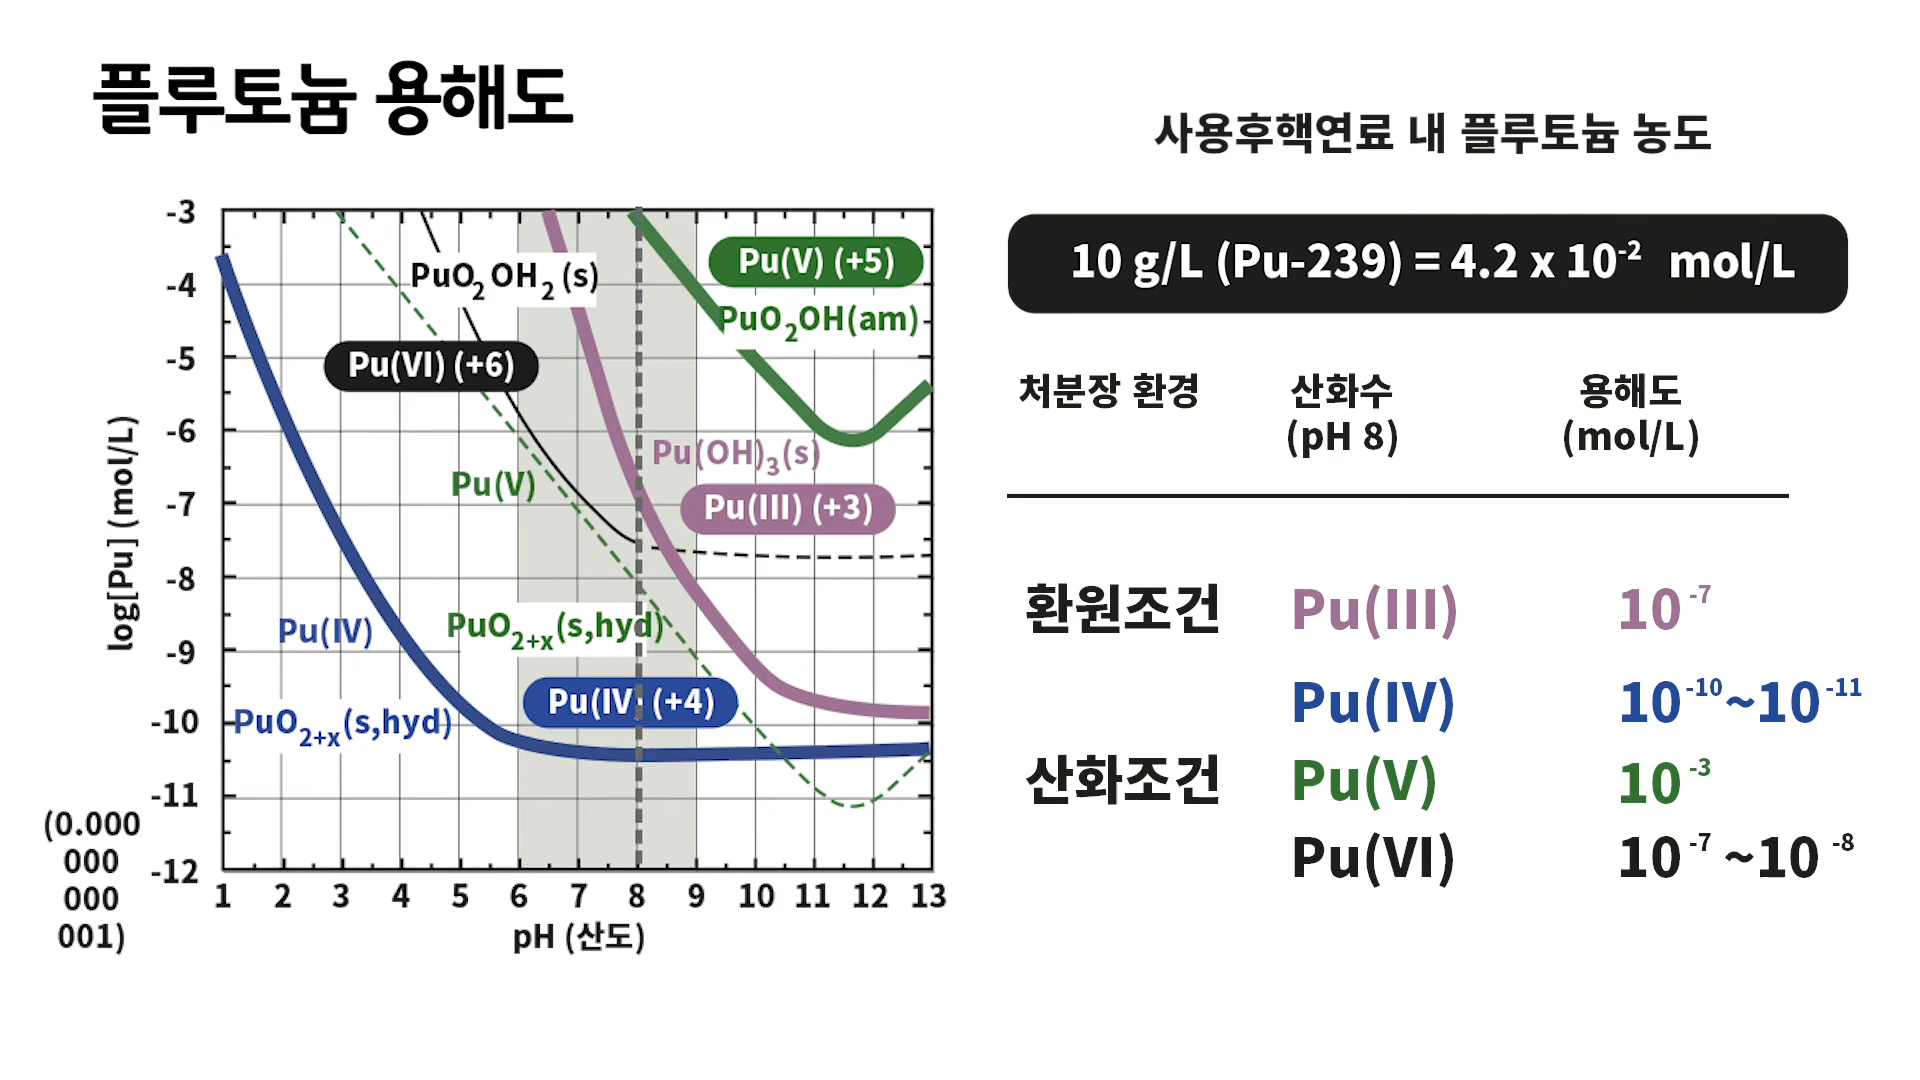 플루토늄 용해도
-3
-4
-5
-6
-7
-8
-9
-10
-11
-12
(0.000
000
000
001)
log[Pu] (mol/L)
1 2 3 4 5 6 7 8 9 10 11 12 13
pH (산도)
PuO2OH2(s)
Pu(V) (+5)
PuO2OH(am)
Pu(VI) (+6)
Pu(V)
Pu(OH)3(s)
Pu(III) (+3)
Pu(IV)
PuO2+x(s,hyd)
Pu(IV) (+4)
PuO2+x(s,hyd)
사용후핵연료 내 플루토늄 농도
10 g/L (Pu-239) = 4.2 x 10-2 mol/L
처분장 환경 산화수 용해도
(pH 8) (mol/L)
환원조건 Pu(III) 10-7
Pu(IV) 10-10~10-11
산화조건 Pu(V) 10-3
Pu(VI) 10-7~10-8